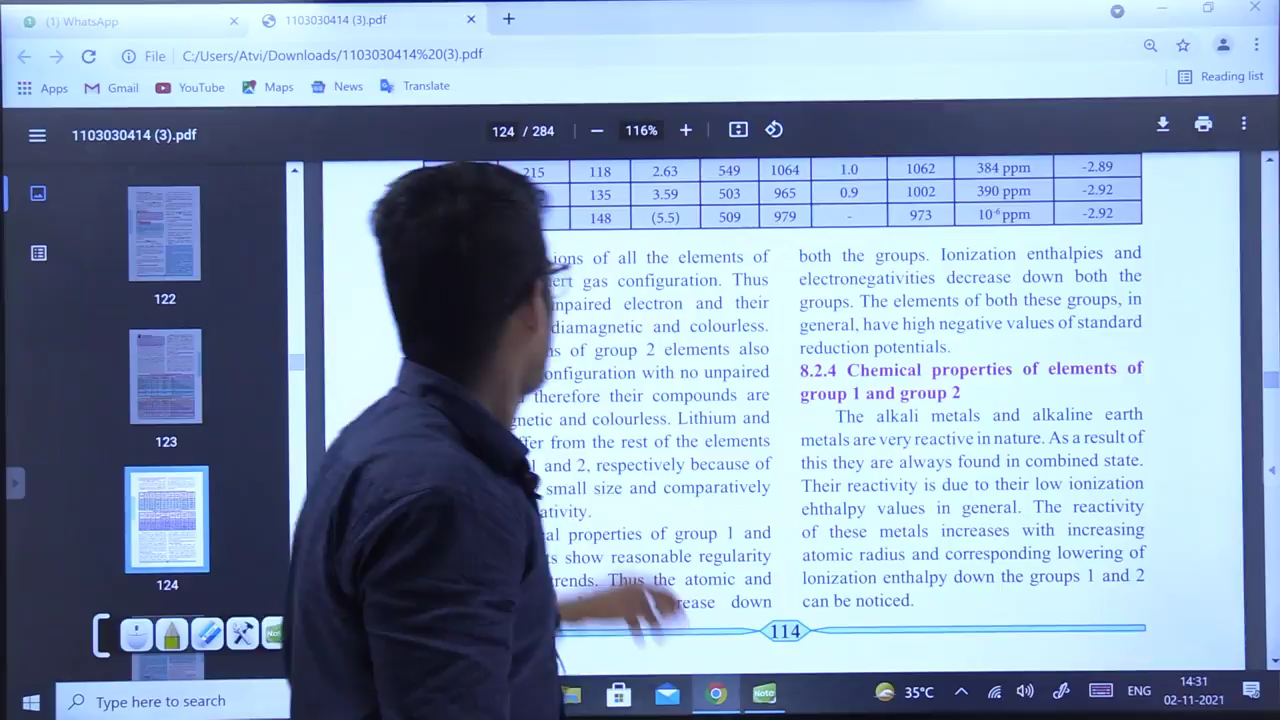 (1) WhatsApp
1103030414 (3).pdf
File C:/Users/Atvi/Downloads/1103030414%20(3).pdf
Apps Gmail YouTube Maps News Translate Reading list
1103030414 (3).pdf 124 / 284 116%
122
123
124
215 118 2.63 549 1064 1.0 1062 384 ppm -2.89
135 3.59 503 965 0.9 1002 390 ppm -2.92
148 (5.5) 509 979 - 973 10⁻⁶ ppm -2.92
of all the elements of
gas configuration. Thus
electron and their
diamagnetic and colourless.
of group 2 elements also
with no unpaired
therefore their compounds are
and colourless. Lithium and
from the rest of the elements
1 and 2, respectively because of
small size and comparatively
properties of group 1 and
show reasonable regularity
trends. Thus the atomic and
down
both the groups. Ionization enthalpies and
electronegativities decrease down both the
groups. The elements of both these groups, in
general, have high negative values of standard
reduction potentials.
8.2.4 Chemical properties of elements of
group 1 and group 2
The alkali metals and alkaline earth
metals are very reactive in nature. As a result of
this they are always found in combined state.
Their reactivity is due to their low ionization
ehthalpy values in general. The reactivity
of these metals increases with increasing
atomic radius and corresponding lowering of
Ionization enthalpy down the groups 1 and 2
can be noticed.
114
Note
Type here to search
Note
35°C ENG 14:31
02-11-2021